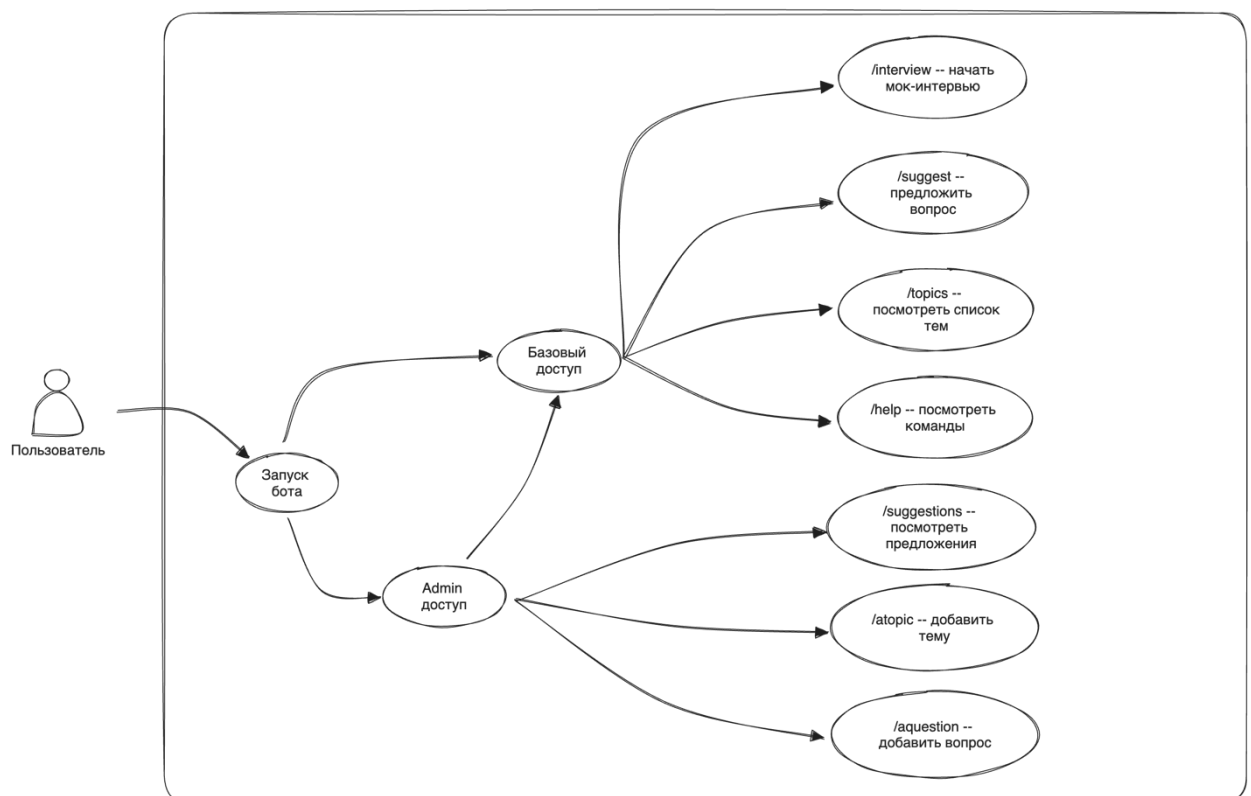 /interview -- начать
мок-интервью
/suggest --
предложить
вопрос
/topics --
посмотреть список
тем
Базовый
доступ
/help -- посмотреть
команды
Пользователь
Запуск
бота
/suggestions --
посмотреть
предложения
Admin
доступ
/atopic -- добавить
тему
/aquestion --
добавить вопрос